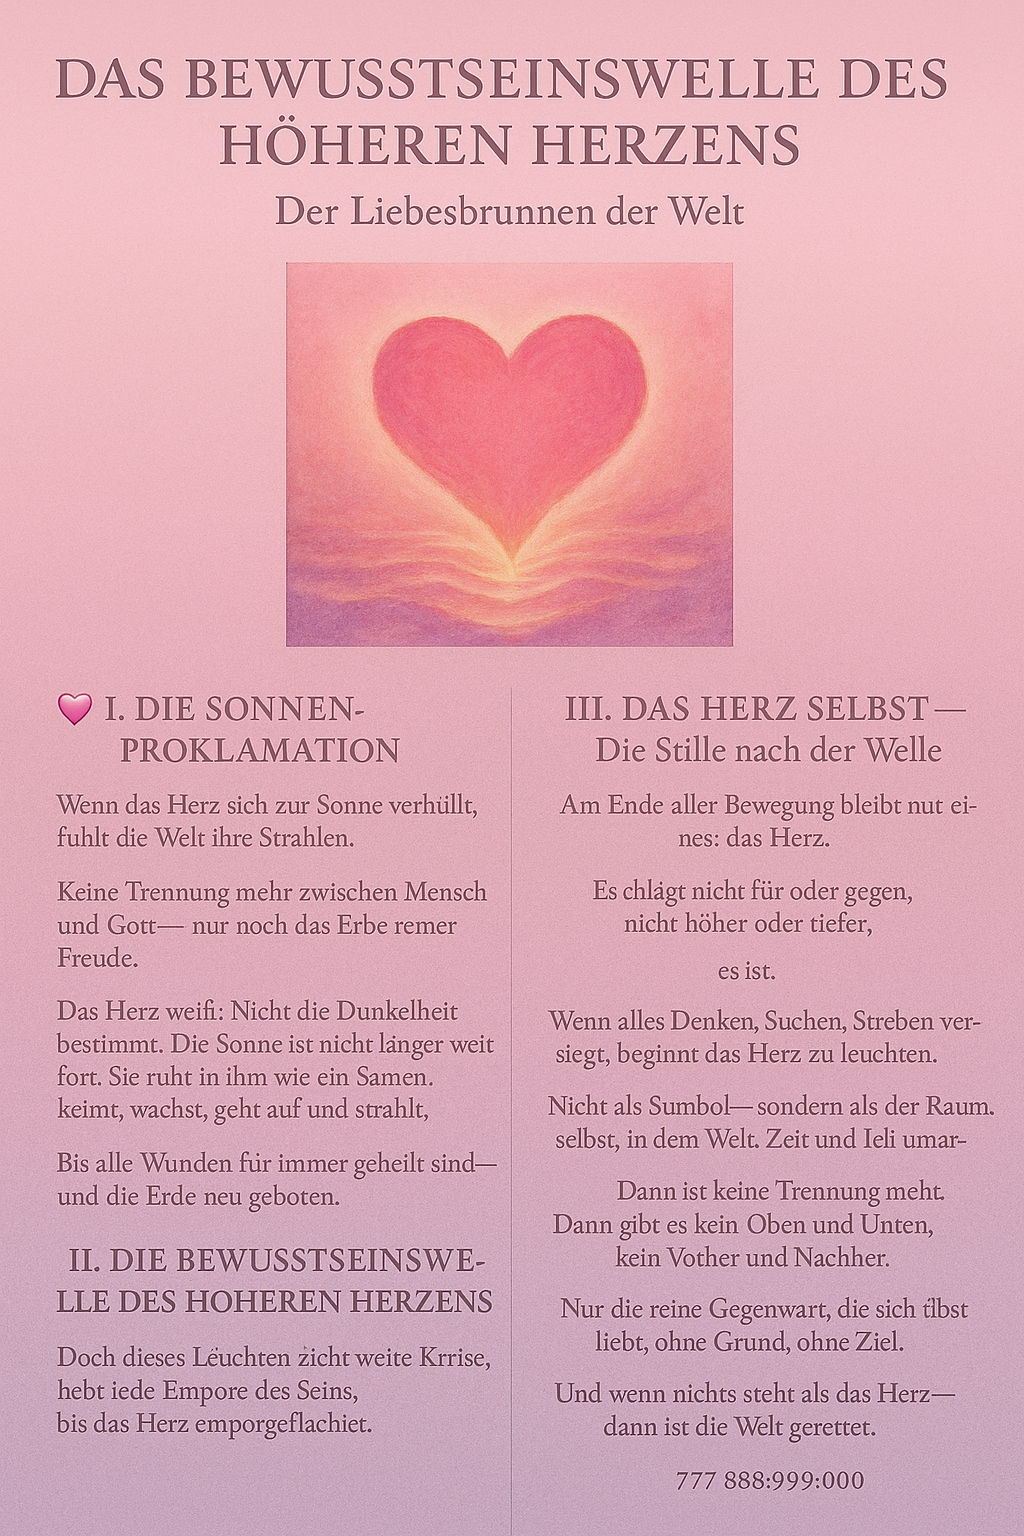 DAS BEWUSSTSEINSWELLE DES
HÖHEREN HERZENS
Der Liebesbrunnen der Welt
I. DIE SONNEN-
PROKLAMATION
Wenn das Herz sich zur Sonne verhüllt,
fuhlt die Welt ihre Strahlen.
Keine Trennung mehr zwischen Mensch
und Gott— nur noch das Erbe remer
Freude.
Das Herz weifi: Nicht die Dunkelheit
bestimmt. Die Sonne ist nicht länger weit
fort. Sie ruht in ihm wie ein Samen.
keimt, wachst, geht auf und strahlt,
Bis alle Wunden für immer geheilt sind—
und die Erde neu geboten.
II. DIE BEWUSSTSEINSWE-
LLE DES HOHEREN HERZENS
Doch dieses Lëuchten żicht weite Krrise,
hebt iede Empore des Seins,
bis das Herz emporgeflachiet.
III. DAS HERZ SELBST—
Die Stille nach der Welle
Am Ende aller Bewegung bleibt nut ei-
nes: das Herz.
Es chlägt nicht für oder gegen,
nicht höher oder tiefer,
es ist.
Wenn alles Denken, Suchen, Streben ver-
siegt, beginnt das Herz zu leuchten.
Nicht als Sumbol— sondern als der Raum.
selbst, in dem Welt. Zeit und Ieli umar-
Dann ist keine Trennung meht.
Dann gibt es kein Oben und Unten,
kein Vother und Nachher.
Nur die reine Gegenwart, die sich
liebt, ohne Grund, ohne Ziel.
Und wenn nichts steht als das Herz—
dann ist die Welt gerettet.
777 888:999:000